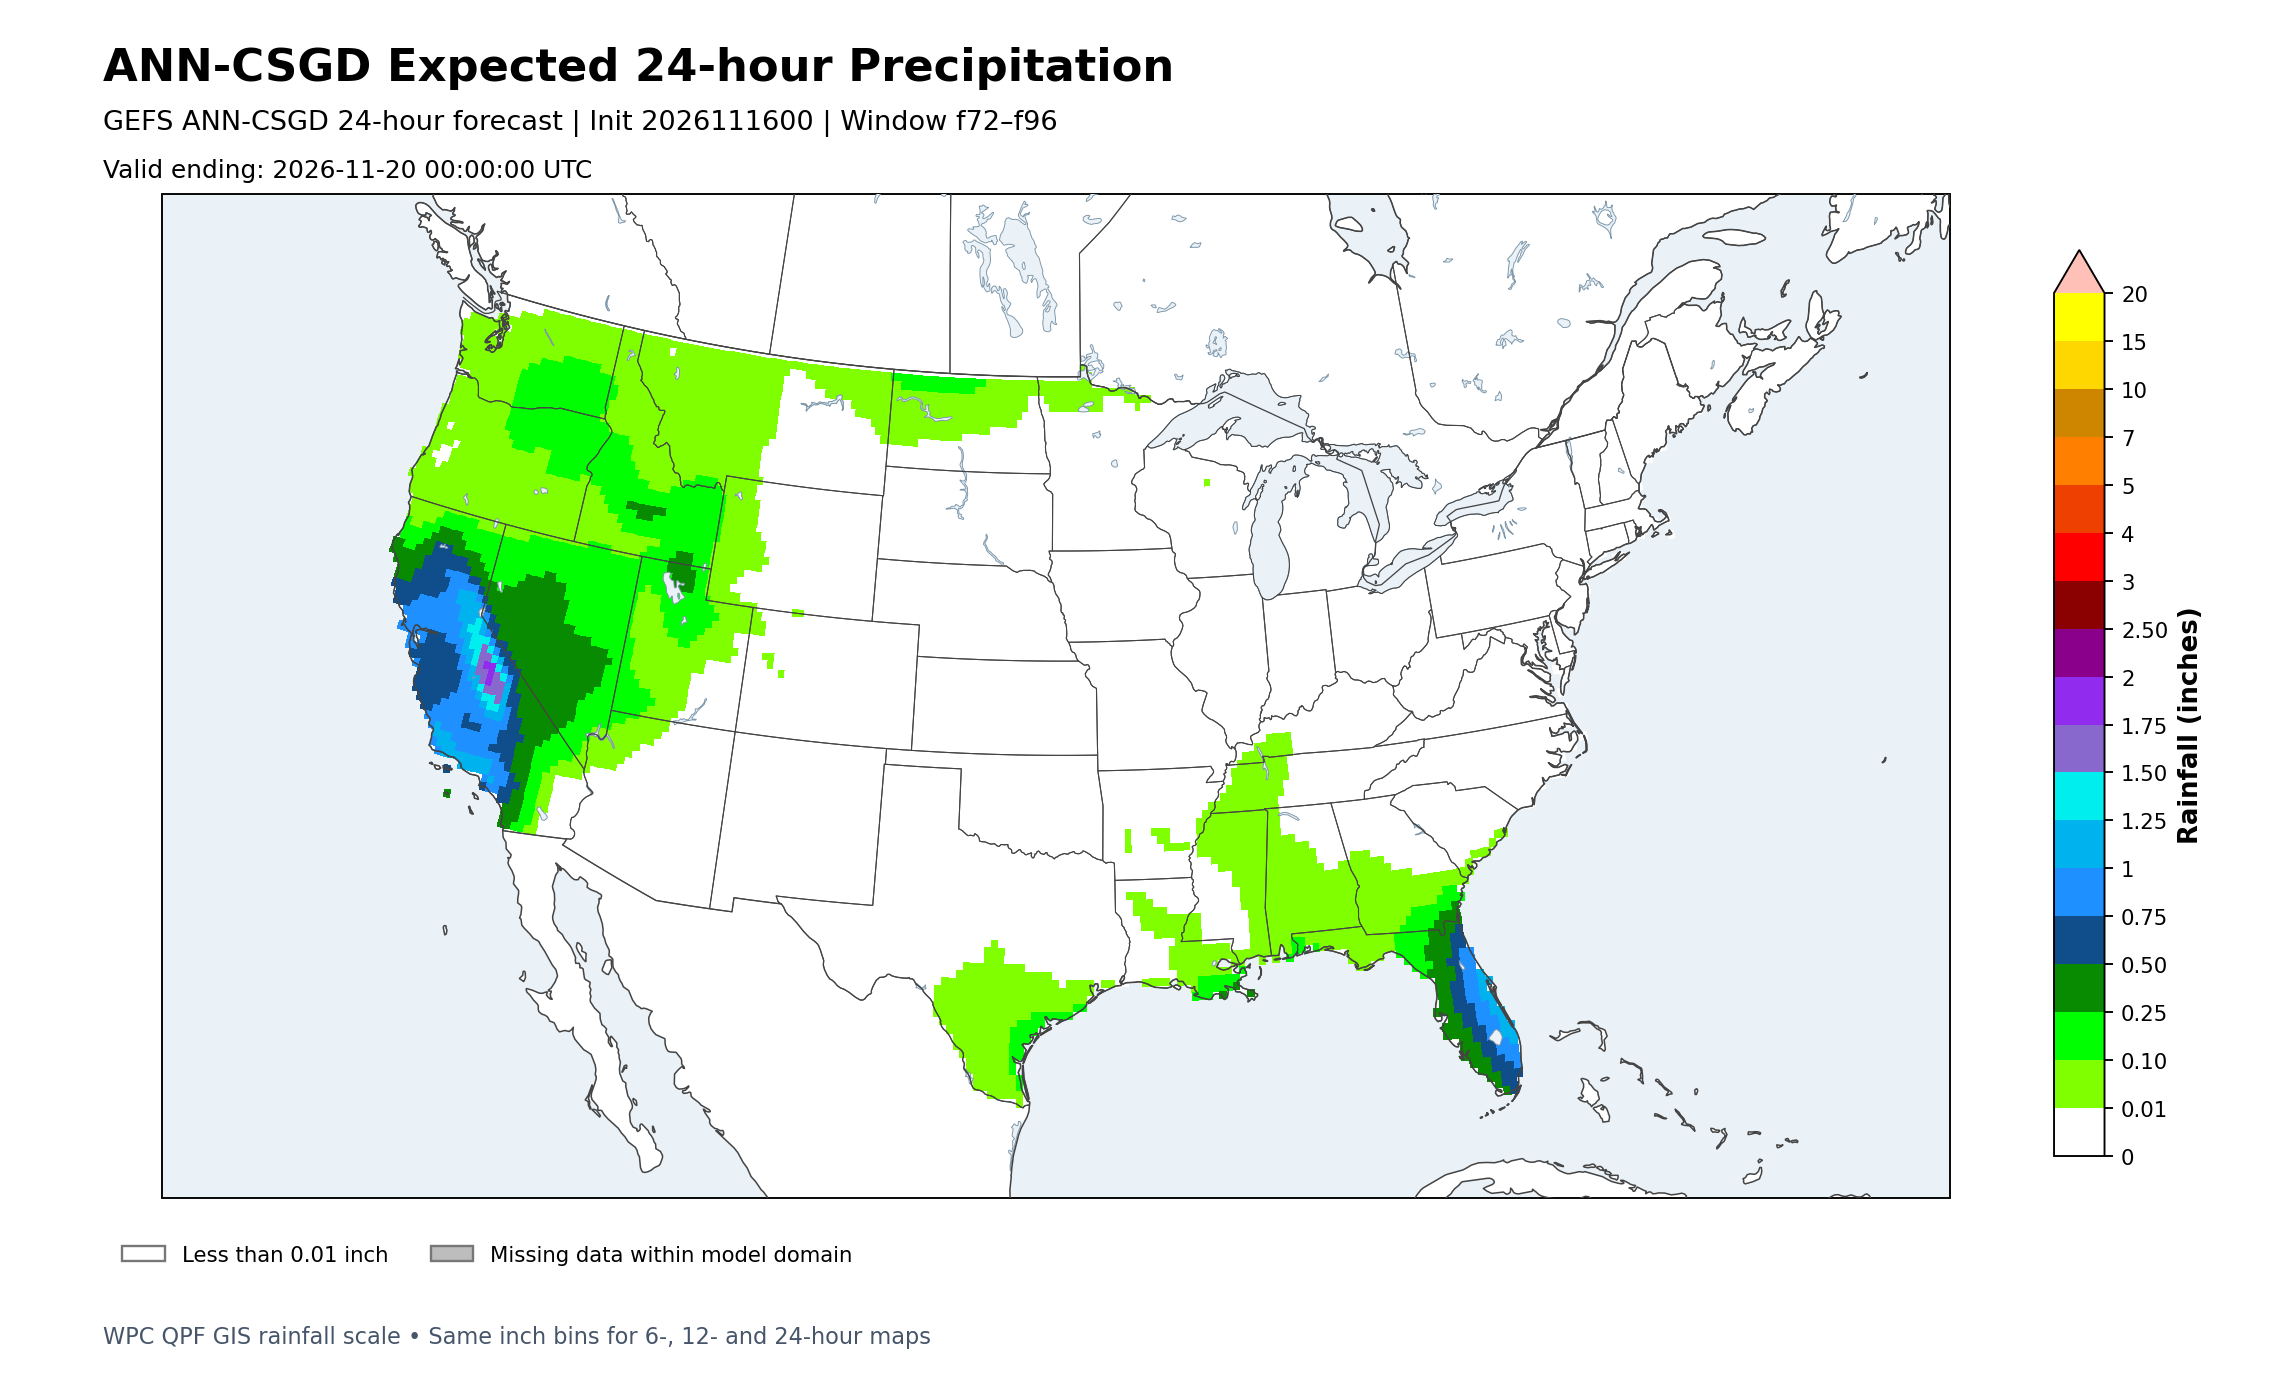 ANN-CSGD Expected 24-hour Precipitation
GEFS ANN-CSGD 24-hour forecast | Init 2026111600 | Window f72–f96
Valid ending: 2026-11-20 00:00:00 UTC
20
15
10
7
5
4
3
2.50
2
1.75
1.50
1.25
1
0.75
0.50
0.25
0.10
0.01
0
Rainfall (inches)
Less than 0.01 inch
Missing data within model domain
WPC QPF GIS rainfall scale • Same inch bins for 6-, 12- and 24-hour maps